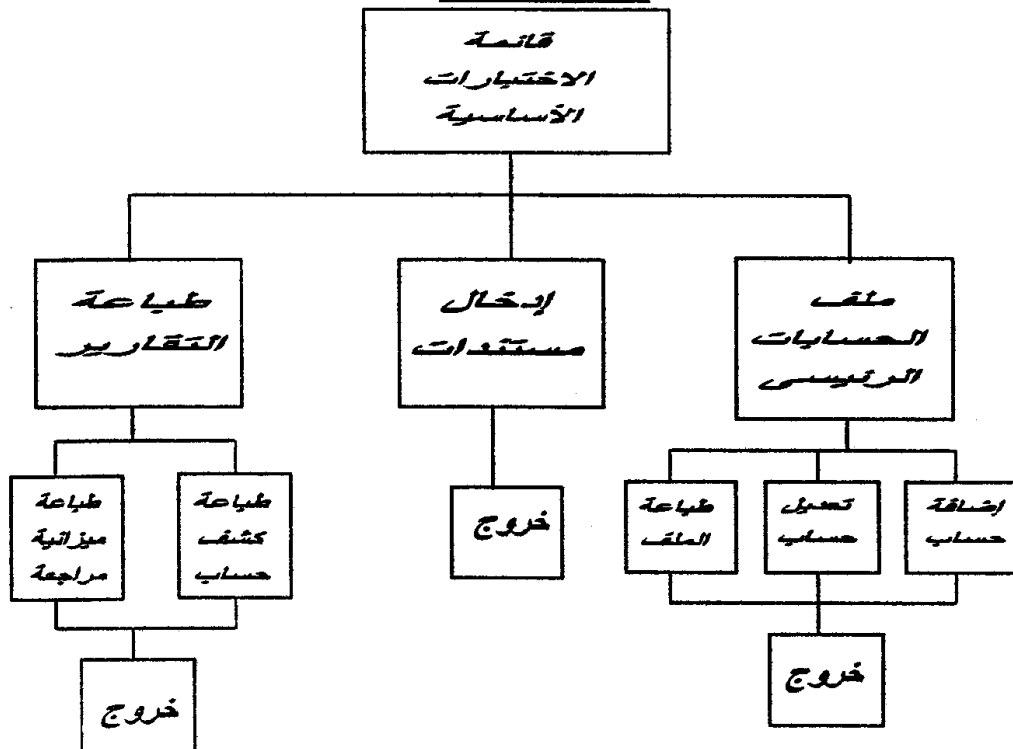 قائمة
الاختيارات
الأساسية
ملف
الحسابات
الرئيسى
إدخال
مستندات
طباعة
التقارير
إضافة
حساب
تعديل
حساب
طباعة
الملف
خروج
خروج
طباعة
كشف
حساب
طباعة
ميزانية
مراجعة
خروج